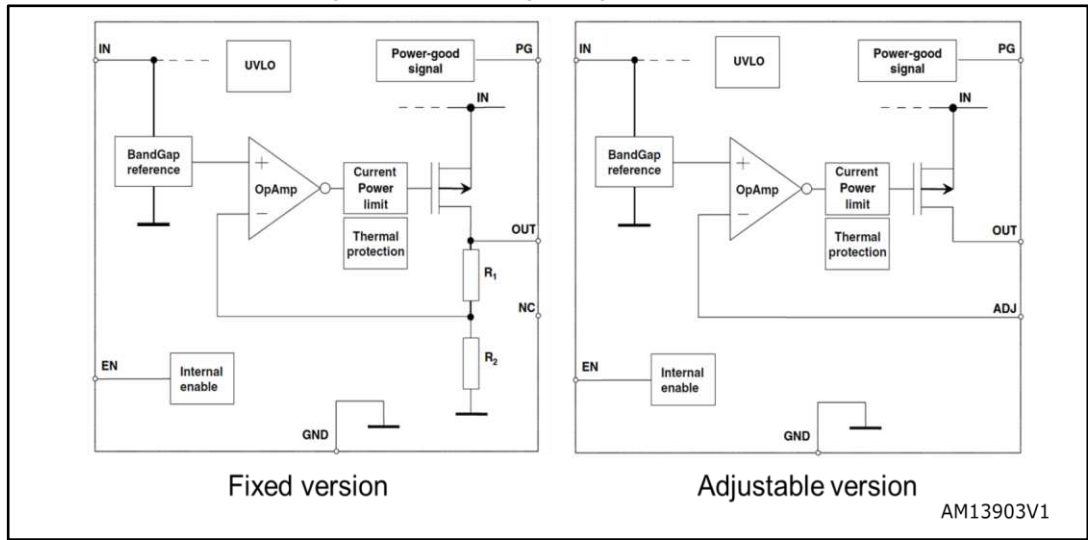 IN
UVLO
Power-good
signal
PG
IN
BandGap
reference
+
OpAmp
−
Current
Power
limit
Thermal
protection
OUT
R1
NC
R2
EN
Internal
enable
GND
Fixed version
IN
UVLO
Power-good
signal
PG
IN
BandGap
reference
+
OpAmp
−
Current
Power
limit
Thermal
protection
OUT
ADJ
EN
Internal
enable
GND
Adjustable version
AM13903V1